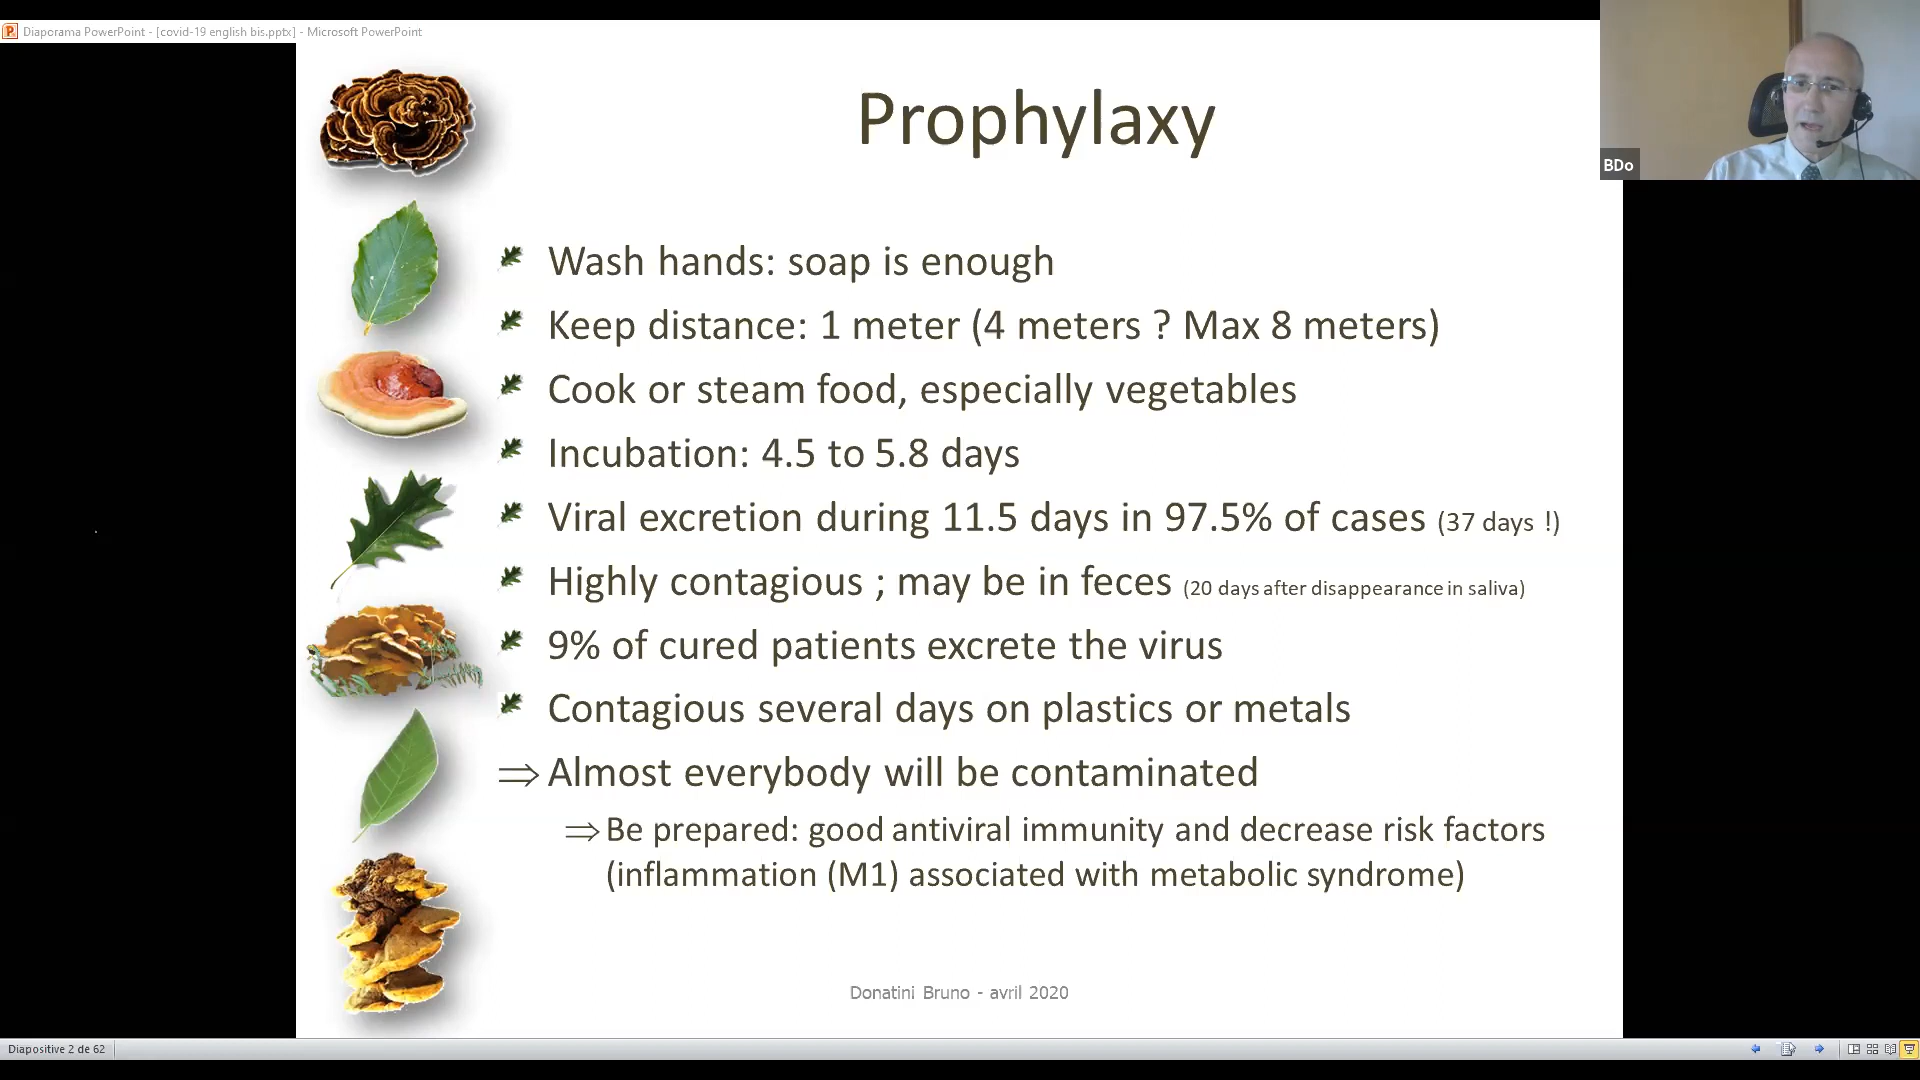 Diaporama PowerPoint - [covid-19 english bis.pptx] - Microsoft PowerPoint
BDo
Prophylaxy
Wash hands: soap is enough
Keep distance: 1 meter (4 meters ? Max 8 meters)
Cook or steam food, especially vegetables
Incubation: 4.5 to 5.8 days
Viral excretion during 11.5 days in 97.5% of cases (37 days !)
Highly contagious ; may be in feces (20 days after disappearance in saliva)
9% of cured patients excrete the virus
Contagious several days on plastics or metals
⇒ Almost everybody will be contaminated
⇒ Be prepared: good antiviral immunity and decrease risk factors
(inflammation (M1) associated with metabolic syndrome)
Donatini Bruno - avril 2020
Diapositive 2 de 62